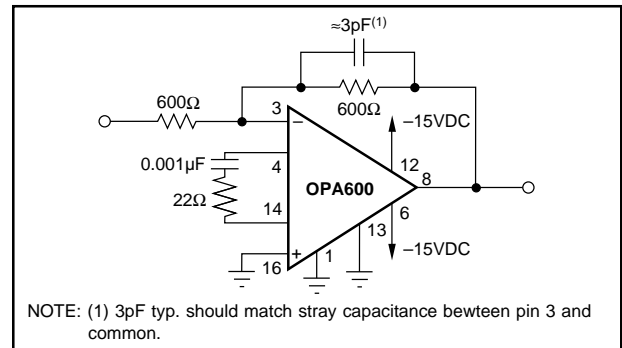 ≈3pF(1)
600Ω
600Ω
3
–
–15VDC
0.001µF
4
12
OPA600
8
22Ω
6
14
13
–15VDC
+
16
1
NOTE: (1) 3pF typ. should match stray capacitance bewteen pin 3 and
common.